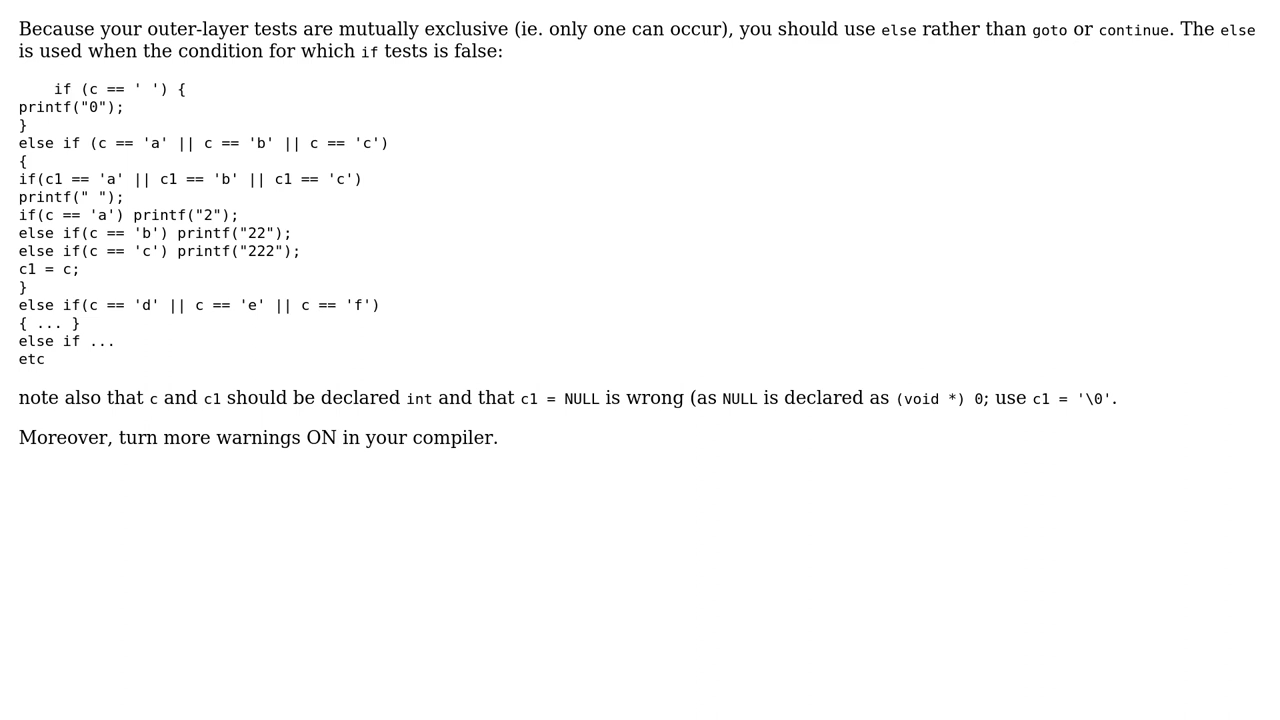 Because your outer-layer tests are mutually exclusive (ie. only one can occur), you should use else rather than goto or continue. The else
is used when the condition for which if tests is false:
    if (c == ' ') {
printf("0");
}
else if (c == 'a' || c == 'b' || c == 'c')
{
if(c1 == 'a' || c1 == 'b' || c1 == 'c')
printf(" ");
if(c == 'a') printf("2");
else if(c == 'b') printf("22");
else if(c == 'c') printf("222");
c1 = c;
}
else if(c == 'd' || c == 'e' || c == 'f')
{ ... }
else if ...
etc
note also that c and c1 should be declared int and that c1 = NULL is wrong (as NULL is declared as (void *) 0; use c1 = '\0'.
Moreover, turn more warnings ON in your compiler.